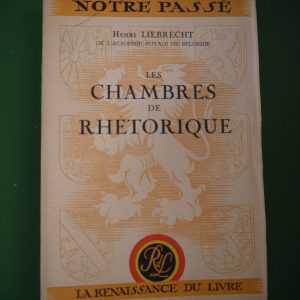 NOTRE PASSÉ
HENRI LIEBRECHT
DE L'ACADÉMIE ROYALE DE BELGIQUE
LES
CHAMBRES
DE
RHÉTORIQUE
RL
LA RENAISSANCE DU LIVRE